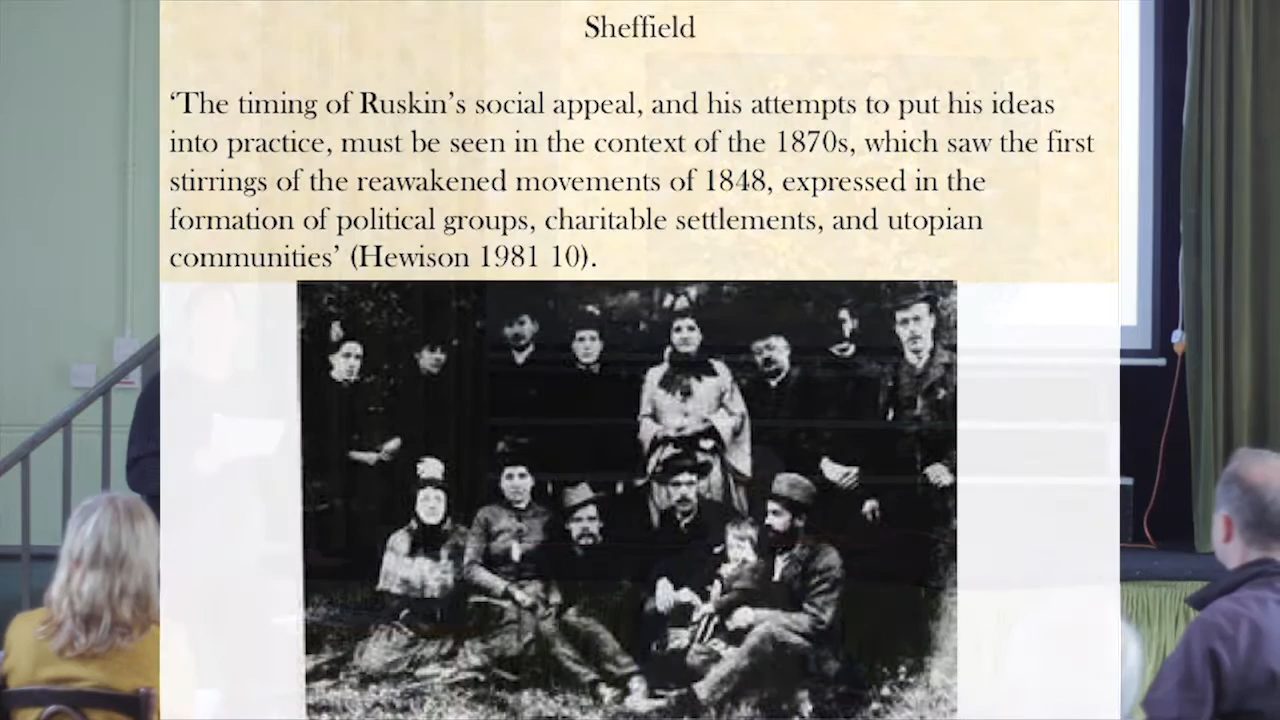 Sheffield
‘The timing of Ruskin’s social appeal, and his attempts to put his ideas
into practice, must be seen in the context of the 1870s, which saw the first
stirrings of the reawakened movements of 1848, expressed in the
formation of political groups, charitable settlements, and utopian
communities’ (Hewison 1981 10).